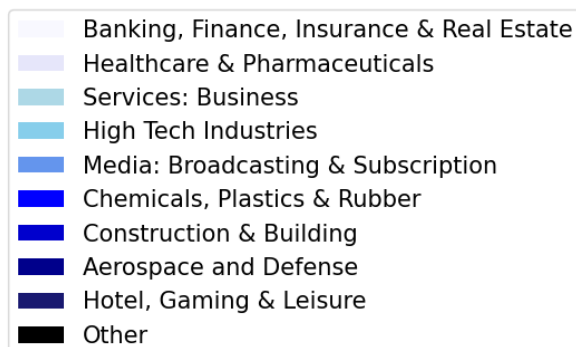 Banking, Finance, Insurance & Real Estate
Healthcare & Pharmaceuticals
Services: Business
High Tech Industries
Media: Broadcasting & Subscription
Chemicals, Plastics & Rubber
Construction & Building
Aerospace and Defense
Hotel, Gaming & Leisure
Other